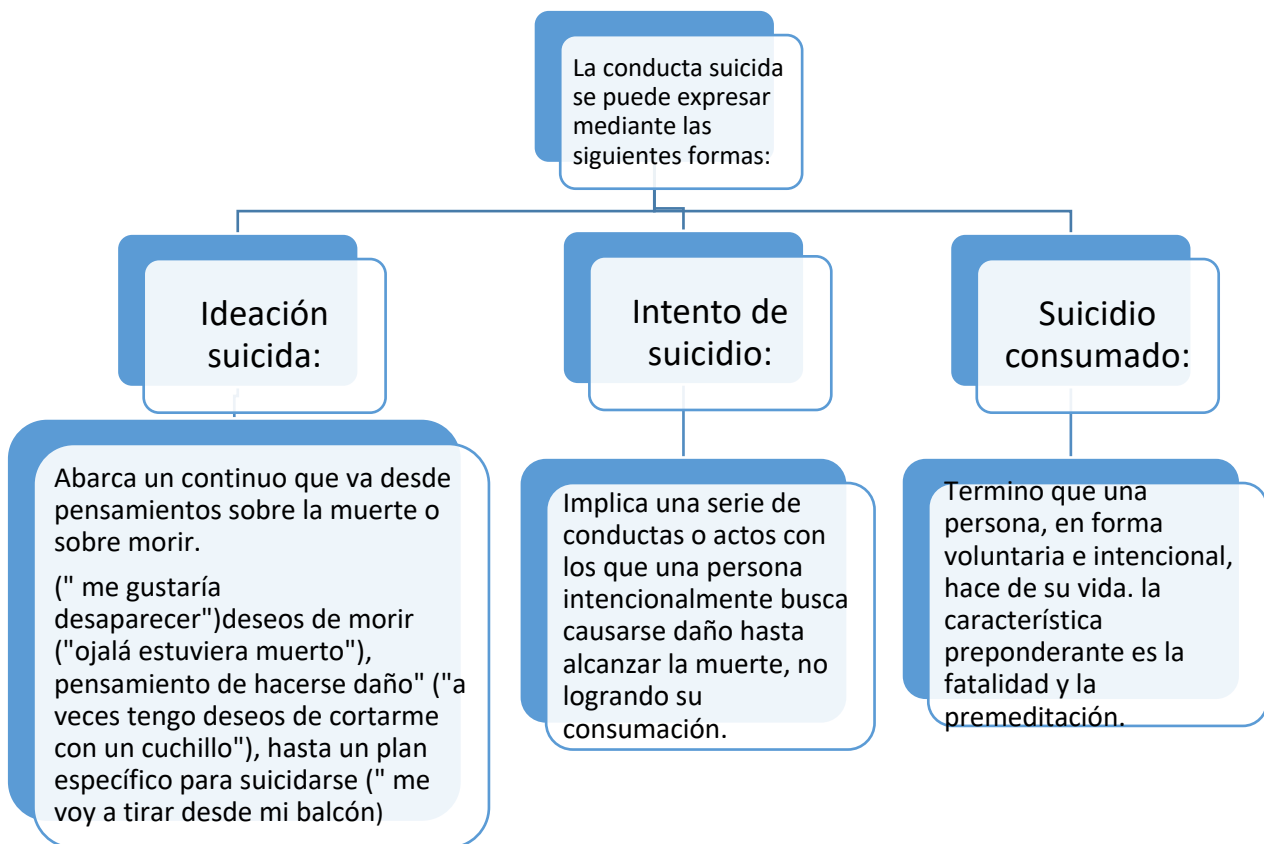 La conducta suicida
se puede expresar
mediante las
siguientes formas:
Ideación
suicida:
Abarca un continuo que va desde
pensamientos sobre la muerte o
sobre morir.
(" me gustaría
desaparecer")deseos de morir
("ojalá estuviera muerto"),
pensamiento de hacerse daño" ("a
veces tengo deseos de cortarme
con un cuchillo"), hasta un plan
específico para suicidarse (" me
voy a tirar desde mi balcón)
Intento de
suicidio:
Implica una serie de
conductas o actos con
los que una persona
intencionalmente busca
causarse daño hasta
alcanzar la muerte, no
logrando su
consumación.
Suicidio
consumado:
Termino que una
persona, en forma
voluntaria e intencional,
hace de su vida. la
característica
preponderante es la
fatalidad y la
premeditación.